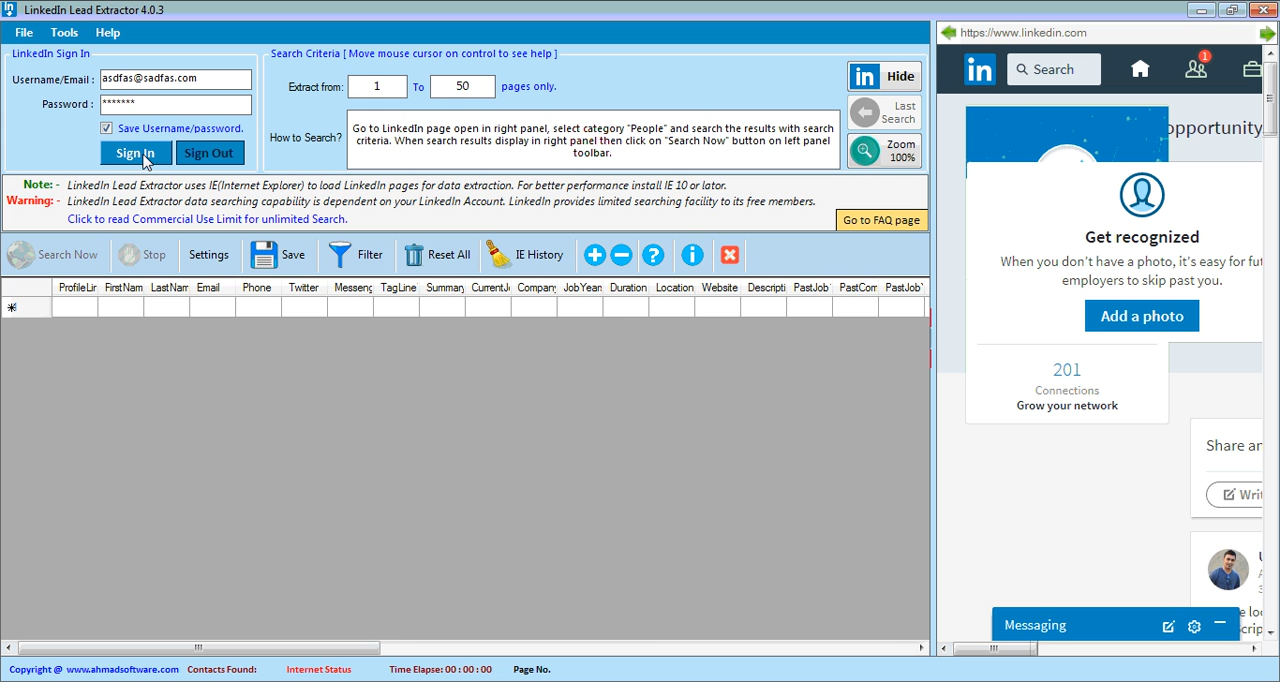 LinkedIn Lead Extractor 4.0.3
File Tools Help
LinkedIn Sign In
Username/Email : asdfas@sadfas.com
Password : *******
Save Username/password.
Sign In Sign Out
Search Criteria [ Move mouse cursor on control to see help ]
Extract from: 1 To 50 pages only.
How to Search?
Go to LinkedIn page open in right panel, select category "People" and search the results with search
criteria. When search results display in right panel then click on "Search Now" button on left panel
toolbar.
in Hide
Last
Search
Zoom
100%
Note: - LinkedIn Lead Extractor uses IE(Internet Explorer) to load LinkedIn pages for data extraction. For better performance install IE 10 or later.
Warning: - LinkedIn Lead Extractor data searching capability is dependent on your LinkedIn Account. LinkedIn provides limited searching facility to its free members.
Click to read Commercial Use Limit for unlimited Search.
Go to FAQ page
Search Now Stop Settings Save Filter Reset All IE History
ProfileLir FirstNam LastNam Email Phone Twitter Messeng TagLine Summary CurrentJ Company JobYear Duration Location Website Descripti PastJob PastCom PastJobY
Copyright @ www.ahmadsoftware.com Contacts Found: Internet Status Time Elapse: 00 : 00 : 00 Page No.
https://www.linkedin.com
in Search
1
opportunity
Get recognized
When you don't have a photo, it's easy for fut
employers to skip past you.
Add a photo
201
Connections
Grow your network
Share an
Writ
Messaging